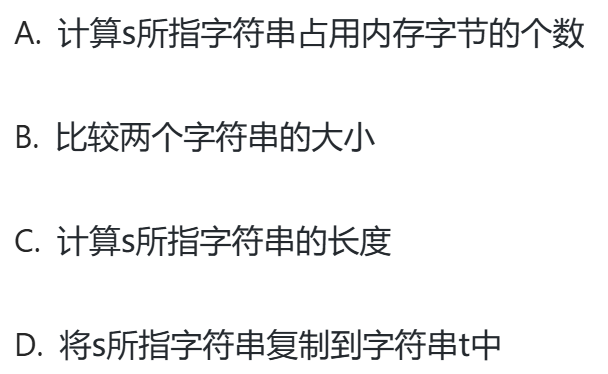 A. 计算s所指字符串占用内存字节的个数
B. 比较两个字符串的大小
C. 计算s所指字符串的长度
D. 将s所指字符串复制到字符串t中